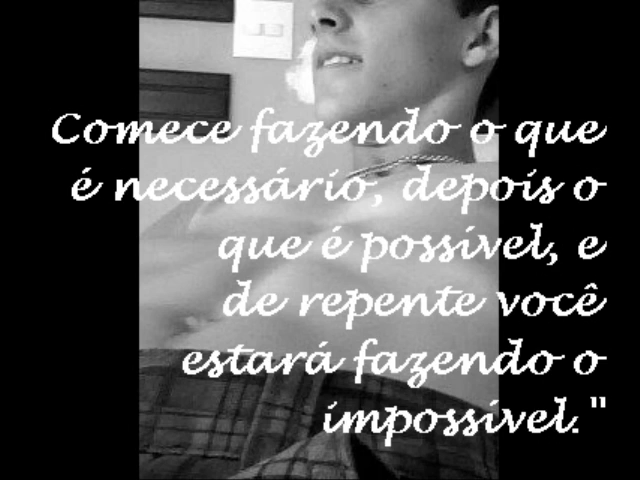 Comece fazendo o que
é necessário, depois o
que é possível, e
de repente você
estará fazendo o
impossível."